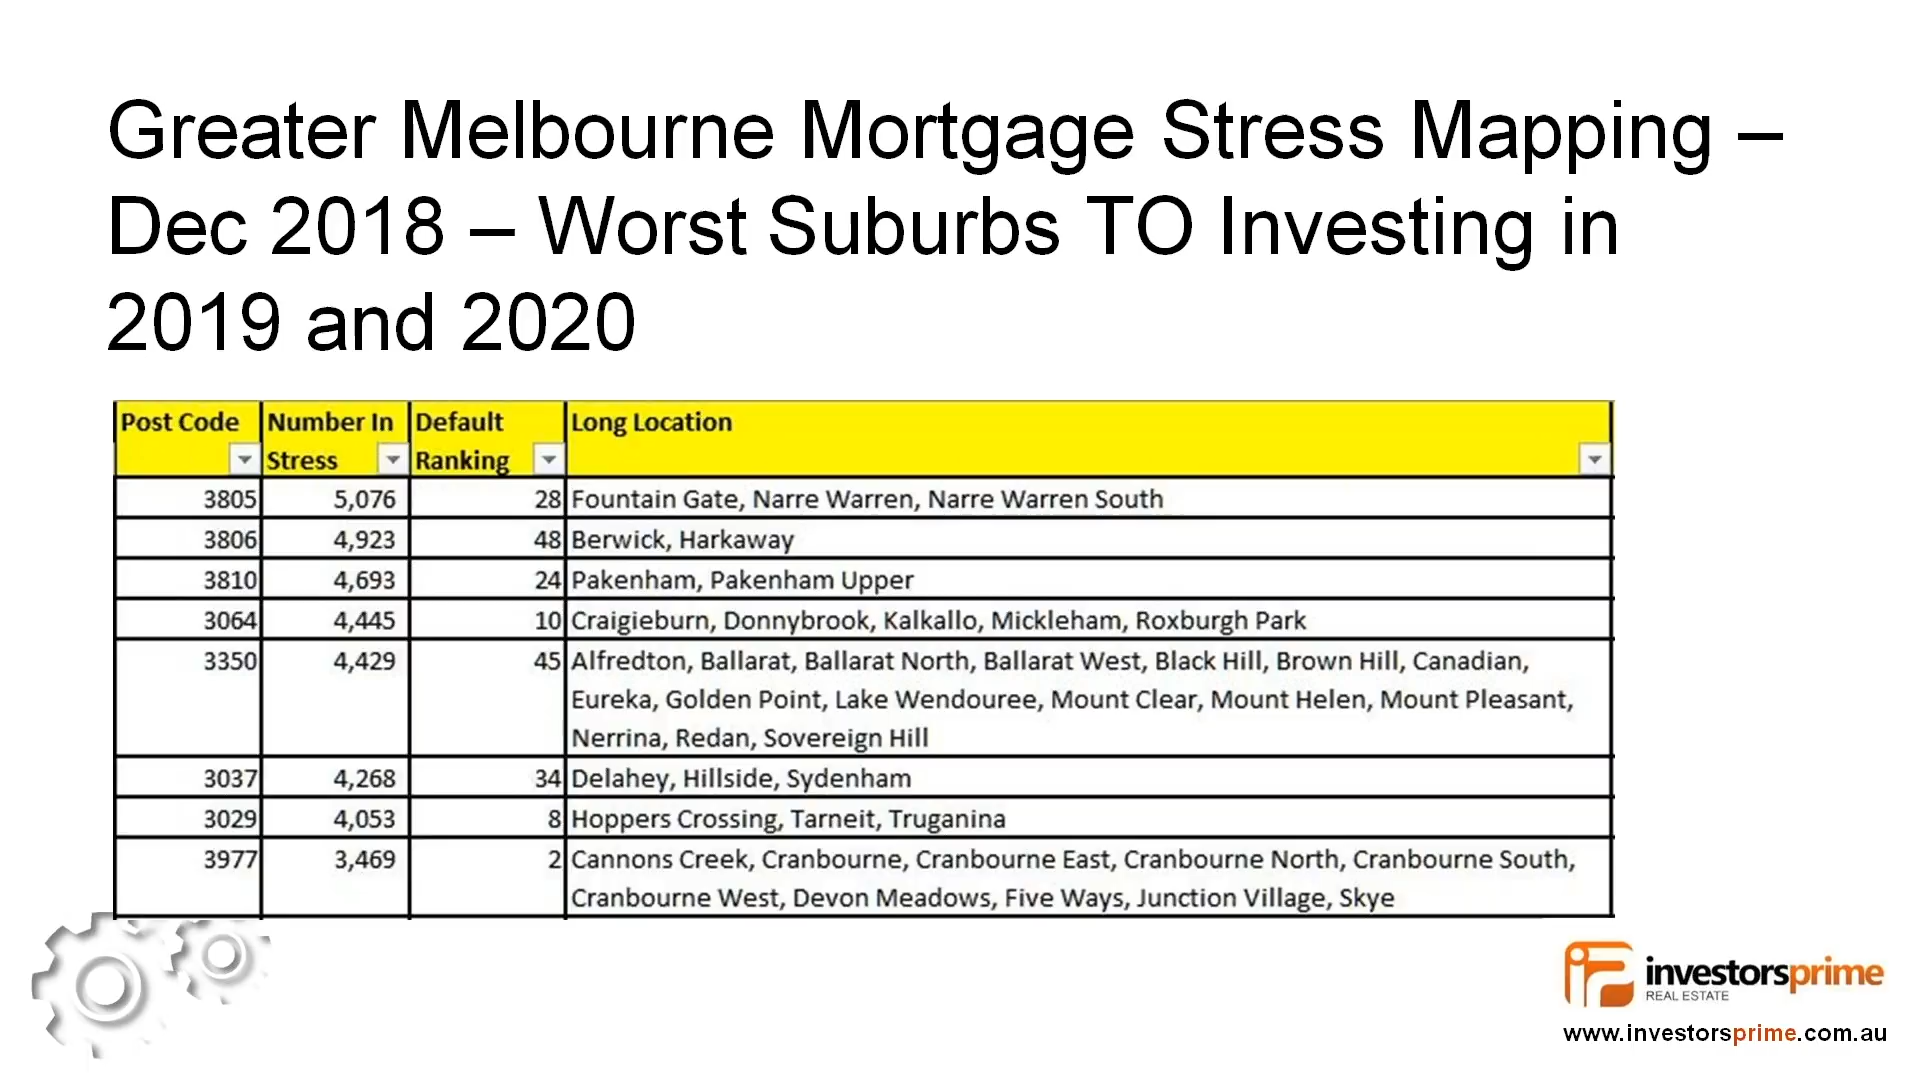 Greater Melbourne Mortgage Stress Mapping –
Dec 2018 – Worst Suburbs TO Investing in
2019 and 2020
Post Code Number In Stress Default Ranking Long Location
3805 5,076 28 Fountain Gate, Narre Warren, Narre Warren South
3806 4,923 48 Berwick, Harkaway
3810 4,693 24 Pakenham, Pakenham Upper
3064 4,445 10 Craigieburn, Donnybrook, Kalkallo, Mickleham, Roxburgh Park
3350 4,429 45 Alfredton, Ballarat, Ballarat North, Ballarat West, Black Hill, Brown Hill, Canadian,
Eureka, Golden Point, Lake Wendouree, Mount Clear, Mount Helen, Mount Pleasant,
Nerrina, Redan, Sovereign Hill
3037 4,268 34 Delahey, Hillside, Sydenham
3029 4,053 8 Hoppers Crossing, Tarneit, Truganina
3977 3,469 2 Cannons Creek, Cranbourne, Cranbourne East, Cranbourne North, Cranbourne South,
Cranbourne West, Devon Meadows, Five Ways, Junction Village, Skye
investorsprime
REAL ESTATE
www.investorsprime.com.au